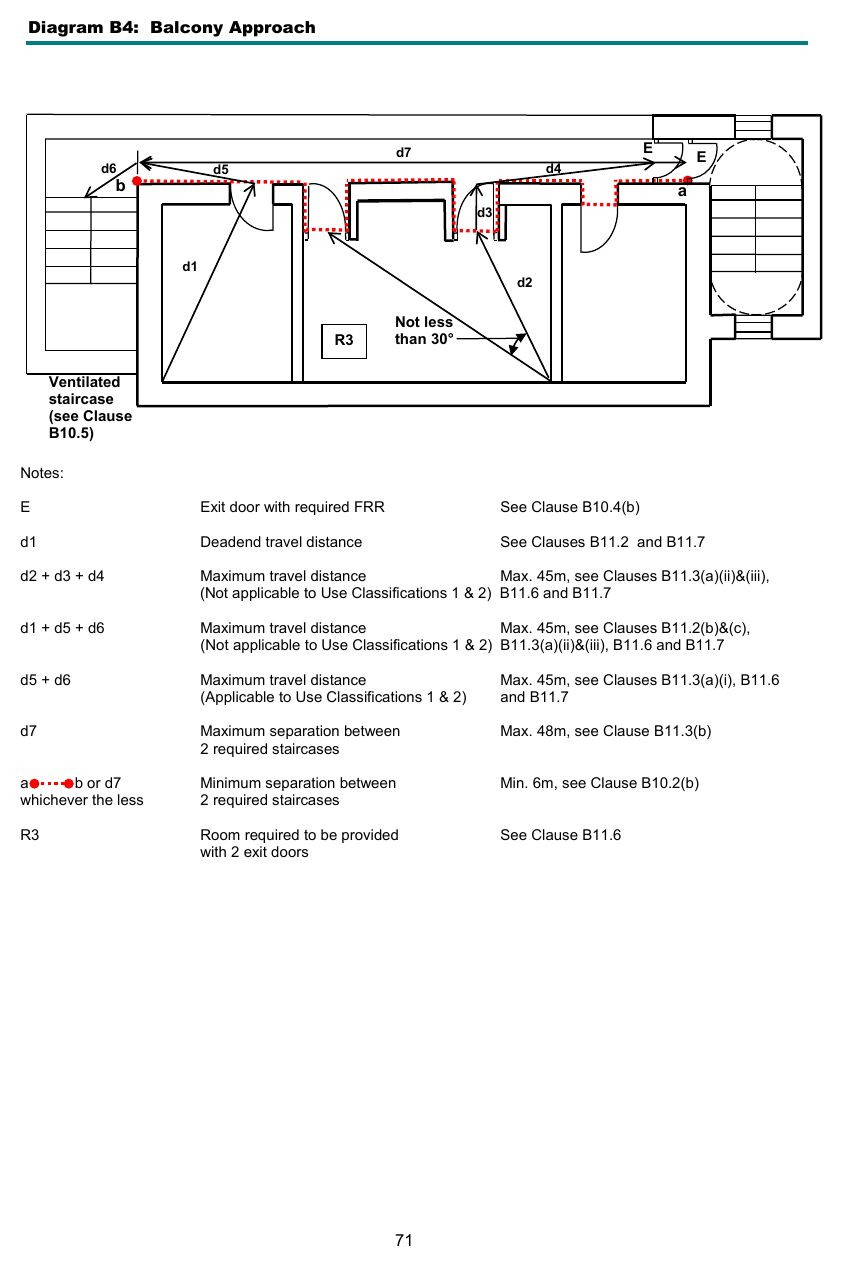 Diagram B4: Balcony Approach
E
E
d7
d6
d5
d4
b
a
d3
d1
d2
Not less
than 30°
R3
Ventilated
staircase
(see Clause
B10.5)
Notes:
E Exit door with required FRR See Clause B10.4(b)
d1 Deadend travel distance See Clauses B11.2 and B11.7
d2 + d3 + d4 Maximum travel distance Max. 45m, see Clauses B11.3(a)(ii)&(iii),
(Not applicable to Use Classifications 1 & 2) B11.6 and B11.7
d1 + d5 + d6 Maximum travel distance Max. 45m, see Clauses B11.2(b)&(c),
(Not applicable to Use Classifications 1 & 2) B11.3(a)(ii)&(iii), B11.6 and B11.7
d5 + d6 Maximum travel distance Max. 45m, see Clauses B11.3(a)(i), B11.6
(Applicable to Use Classifications 1 & 2) and B11.7
d7 Maximum separation between Max. 48m, see Clause B11.3(b)
2 required staircases
a b or d7 Minimum separation between Min. 6m, see Clause B10.2(b)
whichever the less 2 required staircases
R3 Room required to be provided See Clause B11.6
with 2 exit doors
71